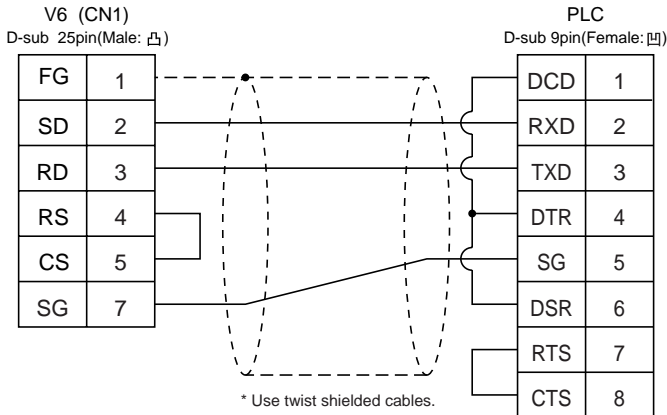 V6 (CN1)
D-sub 25pin(Male: 凸)
PLC
D-sub 9pin(Female: 凹)
FG 1
SD 2
RD 3
RS 4
CS 5
SG 7
DCD 1
RXD 2
TXD 3
DTR 4
SG 5
DSR 6
RTS 7
CTS 8
* Use twist shielded cables.